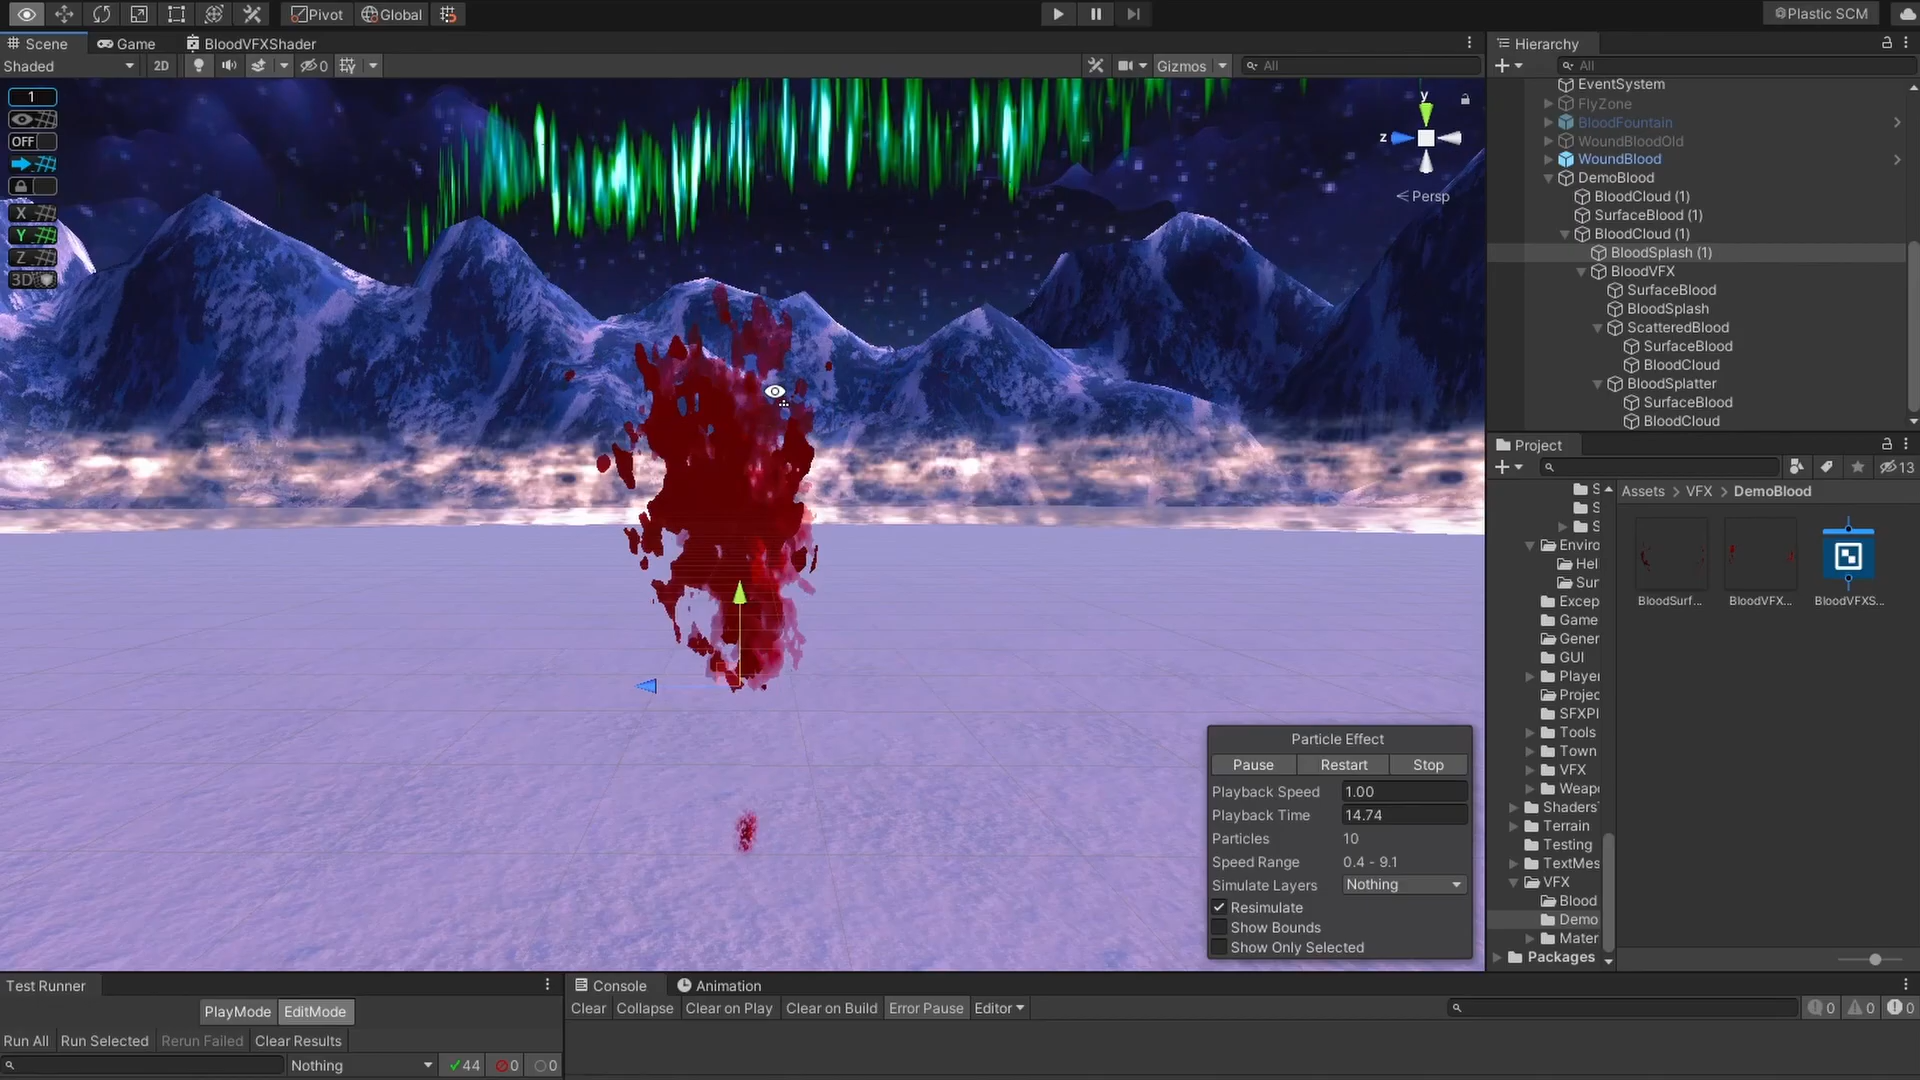 Pivot Global Plastic SCM
Scene Game BloodVFXShader
Shaded 2D 0 Gizmos All
1
OFF
X
Y
Z
3D
y
z
Persp
Hierarchy
All
EventSystem
FlyZone
BloodFountain
WoundBloodOld
WoundBlood
DemoBlood
BloodCloud (1)
SurfaceBlood (1)
BloodCloud (1)
BloodSplash (1)
BloodVFX
SurfaceBlood
BloodSplash
ScatteredBlood
SurfaceBlood
BloodCloud
BloodSplatter
SurfaceBlood
BloodCloud
Project
13
Assets > VFX > DemoBlood
S
S
S
Enviro
Hel
Sur
Excep
Game
Gener
GUI
Player
Projec
SFXPl
Tools
Town
VFX
Weapo
Shaders
Terrain
Testing
TextMes
VFX
Blood
Demo
Mater
Packages
BloodSurf... BloodVFX... BloodVFXS...
Particle Effect
Pause Restart Stop
Playback Speed 1.00
Playback Time 14.74
Particles 10
Speed Range 0.4 - 9.1
Simulate Layers Nothing
Resimulate
Show Bounds
Show Only Selected
Test Runner
PlayMode EditMode
Run All Run Selected Rerun Failed Clear Results
Nothing 44 0 0
Console Animation
Clear Collapse Clear on Play Clear on Build Error Pause Editor
0 0 0